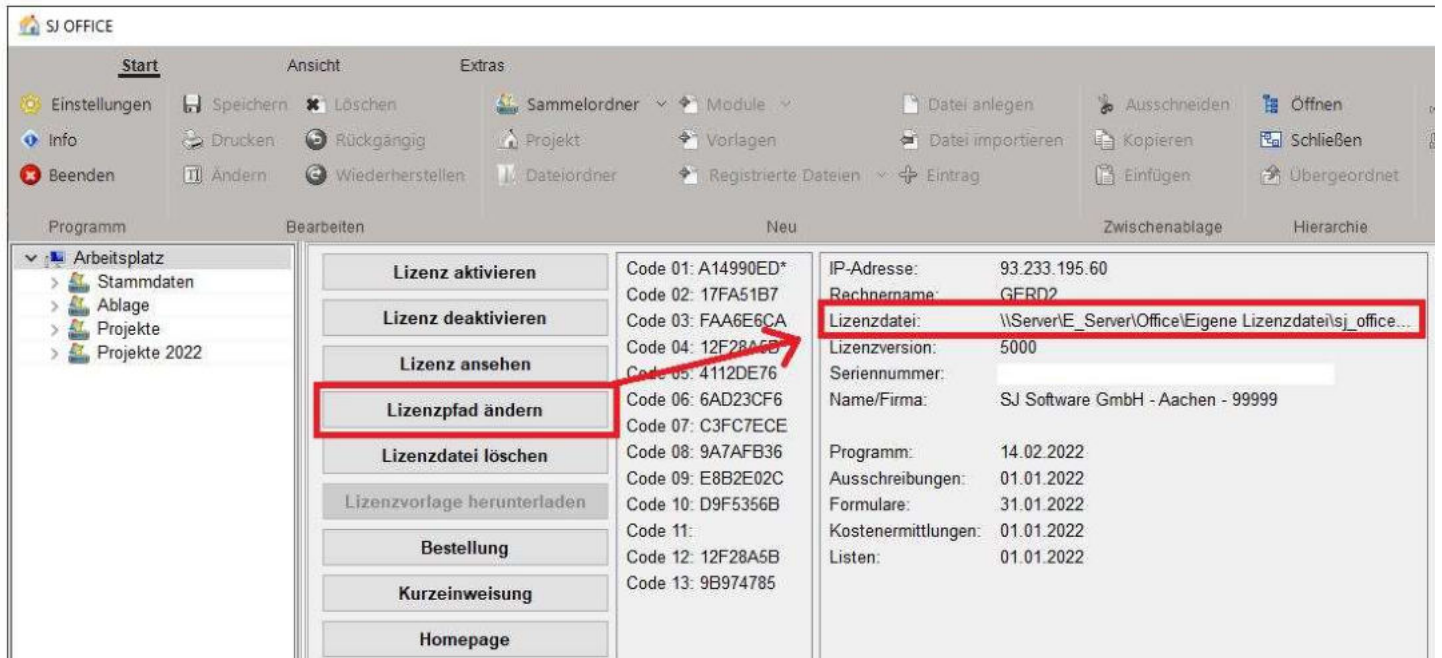 SJ OFFICE
Start Ansicht Extras
Einstellungen Speichern Löschen Sammelordner Module Datei anlegen Ausschneiden Öffnen
Info Drucken Rückgängig Projekt Vorlagen Datei importieren Kopieren Schließen
Beenden Ändern Wiederherstellen Dateiordner Registrierte Dateien Eintrag Einfügen Übergeordnet
Programm Bearbeiten Neu Zwischenablage Hierarchie
Arbeitsplatz
Stammdaten
Ablage
Projekte
Projekte 2022
Lizenz aktivieren
Lizenz deaktivieren
Lizenz ansehen
Lizenzpfad ändern
Lizenzdatei löschen
Lizenzvorlage herunterladen
Bestellung
Kurzeinweisung
Homepage
Code 01: A14990ED*
Code 02: 17FA51B7
Code 03: FAA6E6CA
Code 04:
Code 05: 4112DE76
Code 06: 6AD23CF6
Code 07: C3FC7ECE
Code 08: 9A7AFB36
Code 09: E8B2E02C
Code 10: D9F5356B
Code 11:
Code 12: 12F28A5B
Code 13: 9B974785
IP-Adresse: 93.233.195.60
Rechnername: GERD2
Lizenzdatei: \\Server\E_Server\Office\Eigene Lizenzdatei\sj_office...
Lizenzversion: 5000
Seriennummer:
Name/Firma: SJ Software GmbH - Aachen - 99999
Programm: 14.02.2022
Ausschreibungen: 01.01.2022
Formulare: 31.01.2022
Kostenermittlungen: 01.01.2022
Listen: 01.01.2022